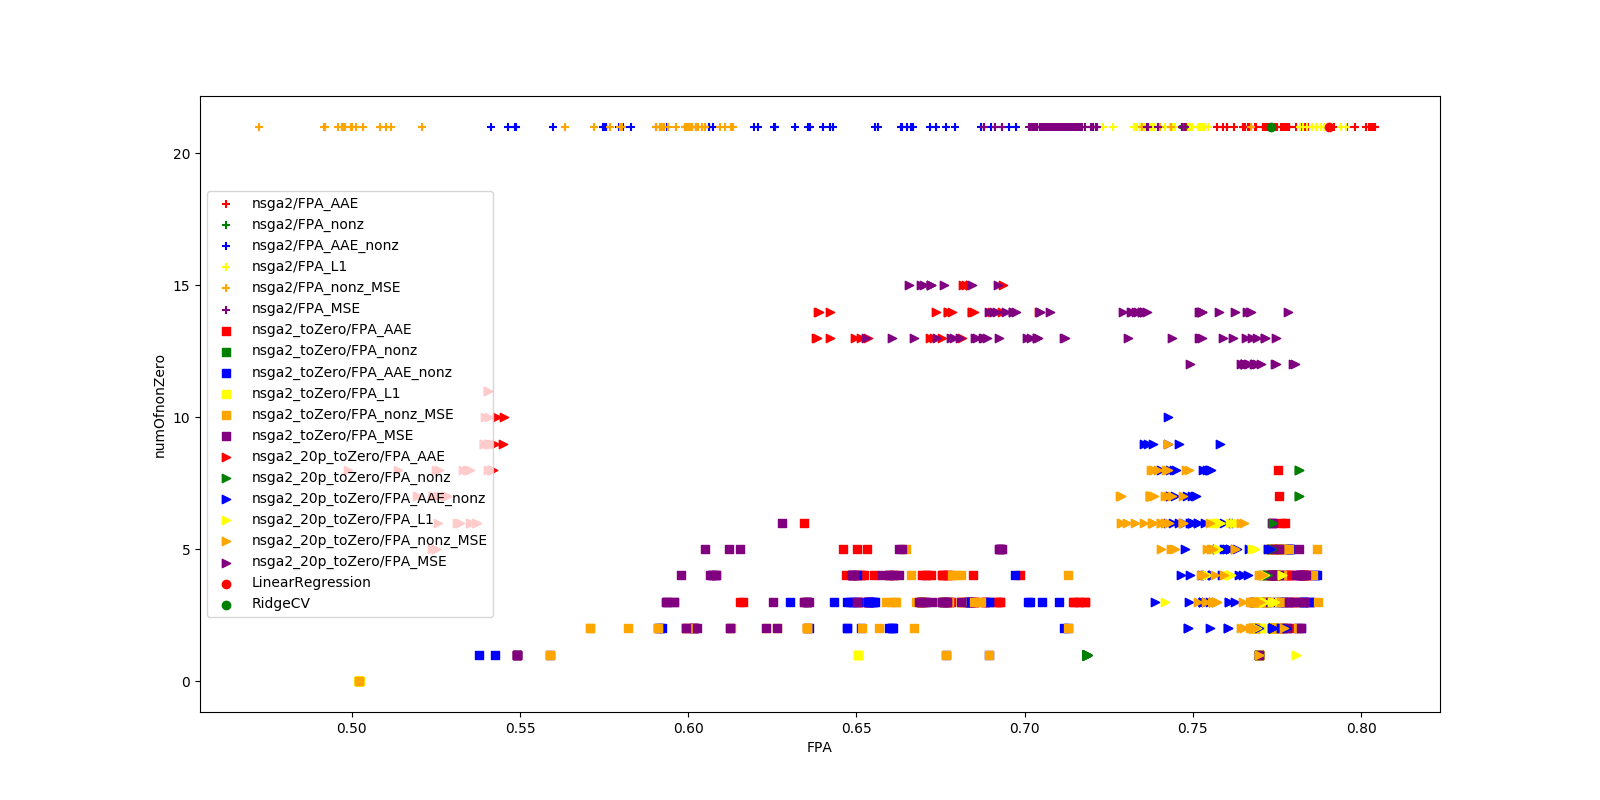 20
15
10
5
0
numOfnonZero
nsga2/FPA_AAE
nsga2/FPA_nonz
nsga2/FPA_AAE_nonz
nsga2/FPA_L1
nsga2/FPA_nonz_MSE
nsga2/FPA_MSE
nsga2_toZero/FPA_AAE
nsga2_toZero/FPA_nonz
nsga2_toZero/FPA_AAE_nonz
nsga2_toZero/FPA_L1
nsga2_toZero/FPA_nonz_MSE
nsga2_toZero/FPA_MSE
nsga2_20p_toZero/FPA_AAE
nsga2_20p_toZero/FPA_nonz
nsga2_20p_toZero/FPA_AAE_nonz
nsga2_20p_toZero/FPA_L1
nsga2_20p_toZero/FPA_nonz_MSE
nsga2_20p_toZero/FPA_MSE
LinearRegression
RidgeCV
0.50 0.55 0.60 0.65 0.70 0.75 0.80
FPA